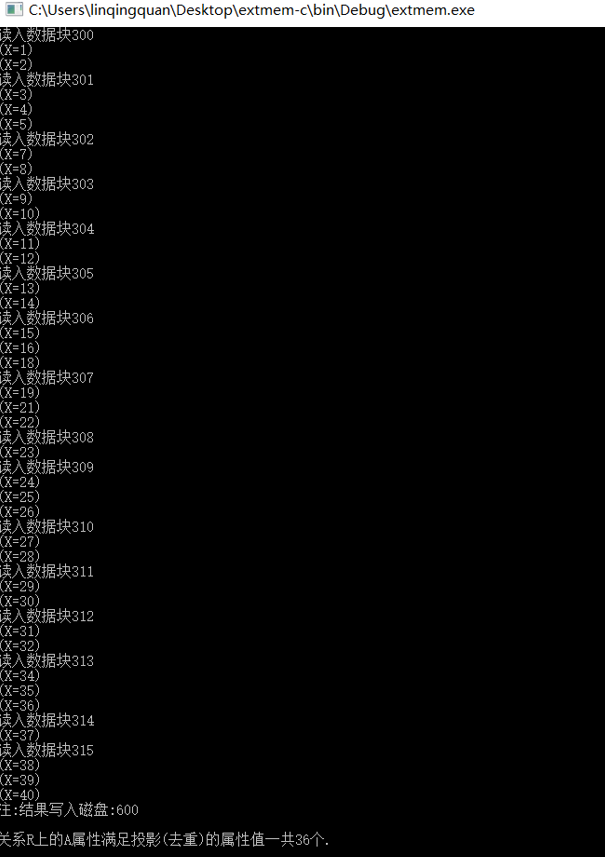 C:\Users\linqingquan\Desktop\extmem-c\bin\Debug\extmem.exe
读入数据块300
(X=1)
(X=2)
读入数据块301
(X=3)
(X=4)
(X=5)
读入数据块302
(X=7)
(X=8)
读入数据块303
(X=9)
(X=10)
读入数据块304
(X=11)
(X=12)
读入数据块305
(X=13)
(X=14)
读入数据块306
(X=15)
(X=16)
(X=18)
读入数据块307
(X=19)
(X=21)
(X=22)
读入数据块308
(X=23)
读入数据块309
(X=24)
(X=25)
(X=26)
读入数据块310
(X=27)
(X=28)
读入数据块311
(X=29)
(X=30)
读入数据块312
(X=31)
(X=32)
读入数据块313
(X=34)
(X=35)
(X=36)
读入数据块314
(X=37)
读入数据块315
(X=38)
(X=39)
(X=40)
注:结果写入磁盘:600
关系R上的A属性满足投影(去重)的属性值一共36个.